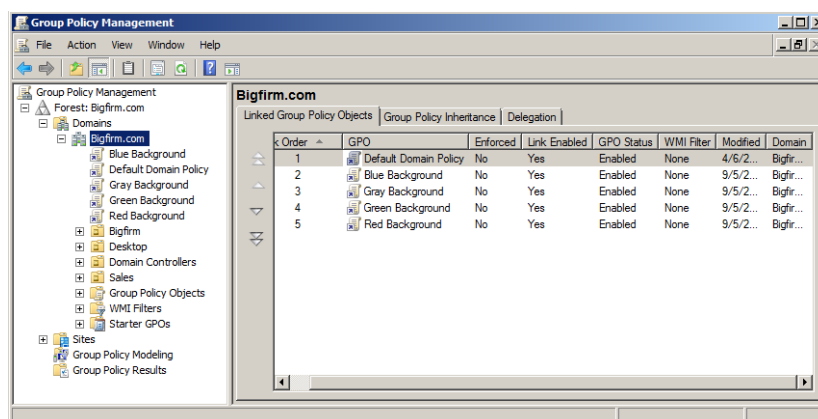 Group Policy Management
File Action View Window Help
Group Policy Management
Forest: Bigfirm.com
Domains
Bigfirm.com
Blue Background
Default Domain Policy
Gray Background
Green Background
Red Background
Bigfirm
Desktop
Domain Controllers
Sales
Group Policy Objects
WMI Filters
Starter GPOs
Sites
Group Policy Modeling
Group Policy Results
Bigfirm.com
Linked Group Policy Objects Group Policy Inheritance Delegation
k Order GPO Enforced Link Enabled GPO Status WMI Filter Modified Domain
1 Default Domain Policy No Yes Enabled None 4/6/2... Bigfir...
2 Blue Background No Yes Enabled None 9/5/2... Bigfir...
3 Gray Background No Yes Enabled None 9/5/2... Bigfir...
4 Green Background No Yes Enabled None 9/5/2... Bigfir...
5 Red Background No Yes Enabled None 9/5/2... Bigfir...